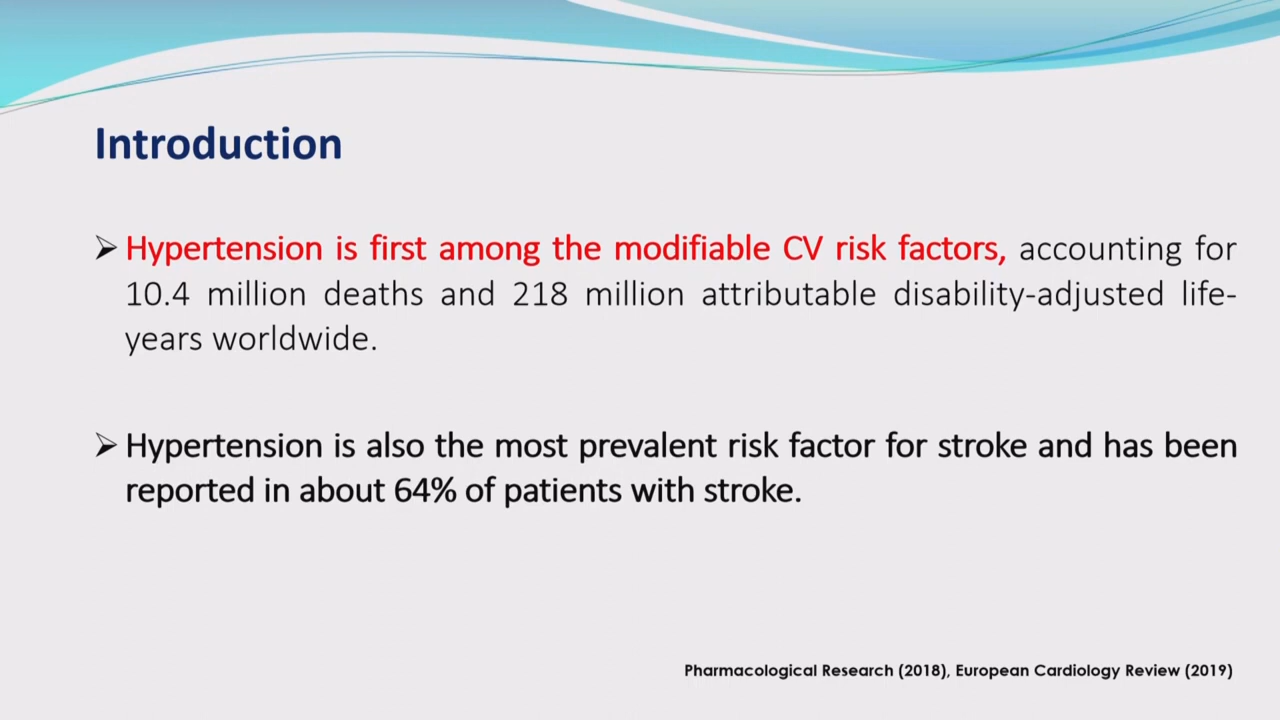 Introduction
➢ Hypertension is first among the modifiable CV risk factors, accounting for
10.4 million deaths and 218 million attributable disability-adjusted life-
years worldwide.
➢ Hypertension is also the most prevalent risk factor for stroke and has been
reported in about 64% of patients with stroke.
Pharmacological Research (2018), European Cardiology Review (2019)